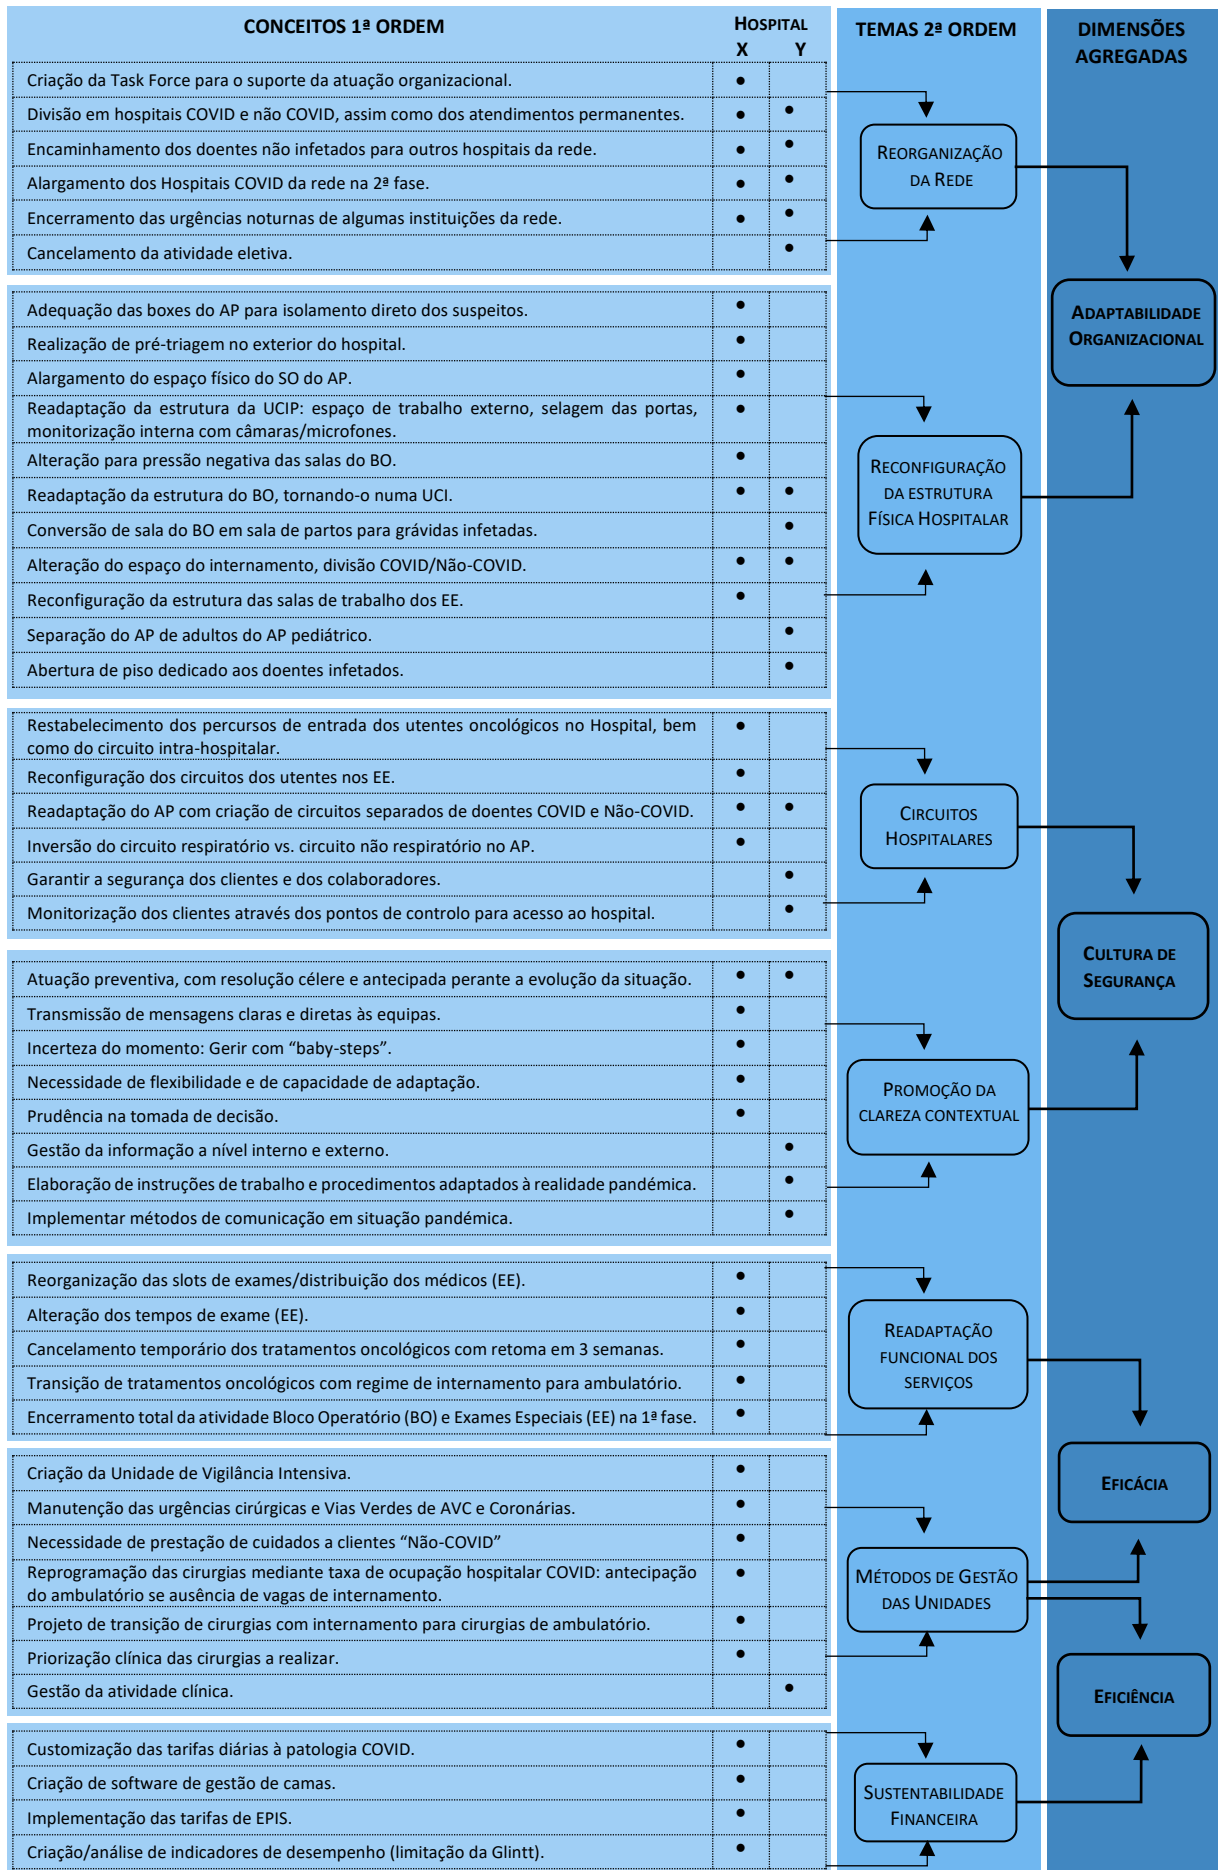 CONCEITOS 1ª ORDEM
HOSPITAL
X Y
TEMAS 2ª ORDEM
DIMENSÕES
AGREGADAS
Criação da Task Force para o suporte da atuação organizacional.
Divisão em hospitais COVID e não COVID, assim como dos atendimentos permanentes.
Encaminhamento dos doentes não infetados para outros hospitais da rede.
Alargamento dos Hospitais COVID da rede na 2ª fase.
Encerramento das urgências noturnas de algumas instituições da rede.
Cancelamento da atividade eletiva.
REORGANIZAÇÃO
DA REDE
ADAPTABILIDADE
ORGANIZACIONAL
Adequação das boxes do AP para isolamento direto dos suspeitos.
Realização de pré-triagem no exterior do hospital.
Alargamento do espaço físico do SO do AP.
Readaptação da estrutura da UCIP: espaço de trabalho externo, selagem das portas,
monitorização interna com câmaras/microfones.
Alteração para pressão negativa das salas do BO.
Readaptação da estrutura do BO, tornando-o numa UCI.
Conversão de sala do BO em sala de partos para grávidas infetadas.
Alteração do espaço do internamento, divisão COVID/Não-COVID.
Reconfiguração da estrutura das salas de trabalho dos EE.
Separação do AP de adultos do AP pediátrico.
Abertura de piso dedicado aos doentes infetados.
RECONFIGURAÇÃO
DA ESTRUTURA
FÍSICA HOSPITALAR
Restabelecimento dos percursos de entrada dos utentes oncológicos no Hospital, bem
como do circuito intra-hospitalar.
Reconfiguração dos circuitos dos utentes nos EE.
Readaptação do AP com criação de circuitos separados de doentes COVID e Não-COVID.
Inversão do circuito respiratório vs. circuito não respiratório no AP.
Garantir a segurança dos clientes e dos colaboradores.
Monitorização dos clientes através dos pontos de controlo para acesso ao hospital.
CIRCUITOS
HOSPITALARES
CULTURA DE
SEGURANÇA
Atuação preventiva, com resolução célere e antecipada perante a evolução da situação.
Transmissão de mensagens claras e diretas às equipas.
Incerteza do momento: Gerir com “baby-steps”.
Necessidade de flexibilidade e de capacidade de adaptação.
Prudência na tomada de decisão.
Gestão da informação a nível interno e externo.
Elaboração de instruções de trabalho e procedimentos adaptados à realidade pandémica.
Implementar métodos de comunicação em situação pandémica.
PROMOÇÃO DA
CLAREZA CONTEXTUAL
Reorganização das slots de exames/distribuição dos médicos (EE).
Alteração dos tempos de exame (EE).
Cancelamento temporário dos tratamentos oncológicos com retoma em 3 semanas.
Transição de tratamentos oncológicos com regime de internamento para ambulatório.
Encerramento total da atividade Bloco Operatório (BO) e Exames Especiais (EE) na 1ª fase.
READAPTAÇÃO
FUNCIONAL DOS
SERVIÇOS
EFICÁCIA
Criação da Unidade de Vigilância Intensiva.
Manutenção das urgências cirúrgicas e Vias Verdes de AVC e Coronárias.
Necessidade de prestação de cuidados a clientes “Não-COVID”
Reprogramação das cirurgias mediante taxa de ocupação hospitalar COVID: antecipação
do ambulatório se ausência de vagas de internamento.
Projeto de transição de cirurgias com internamento para cirurgias de ambulatório.
Priorização clínica das cirurgias a realizar.
Gestão da atividade clínica.
MÉTODOS DE GESTÃO
DAS UNIDADES
EFICIÊNCIA
Customização das tarifas diárias à patologia COVID.
Criação de software de gestão de camas.
Implementação das tarifas de EPIS.
Criação/análise de indicadores de desempenho (limitação da Glintt).
SUSTENTABILIDADE
FINANCEIRA